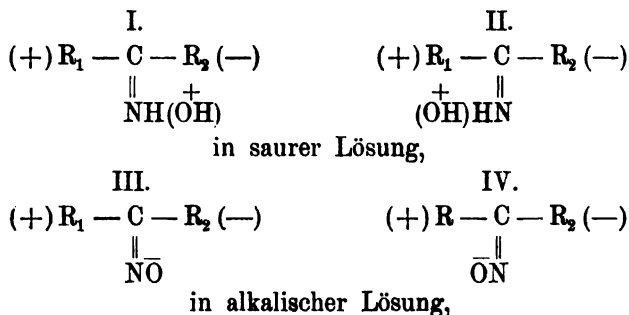 I. II.
(+)R₁ — C — R₂(—) (+)R₁ — C — R₂(—)
|| ||
+ +
NH(OH) (OH)HN
in saurer Lösung,
III. IV.
(+)R₁ — C — R₂(—) (+)R — C — R₂(—)
|| ||
NO̅ O̅N
in alkalischer Lösung,